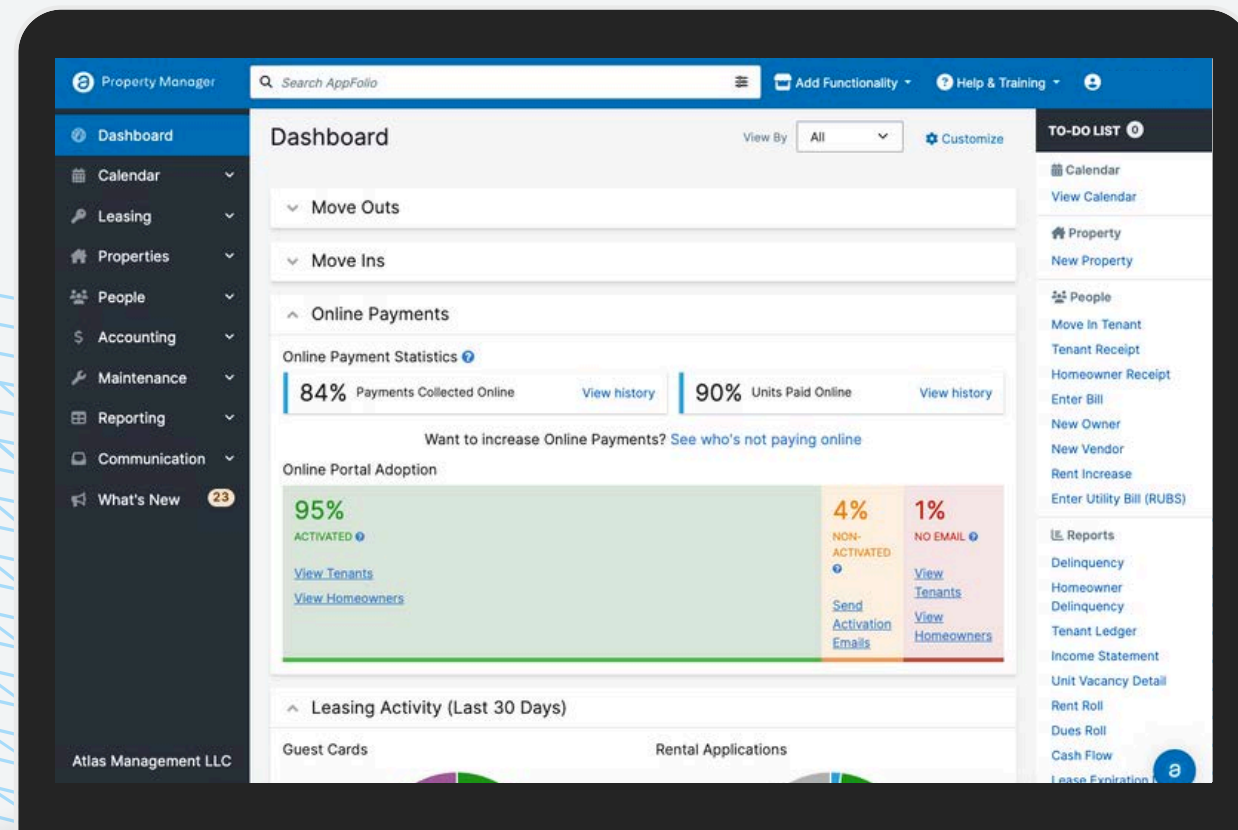 Property Manager
Search AppFolio
Add Functionality
Help & Training
Dashboard
Calendar
Leasing
Properties
People
Accounting
Maintenance
Reporting
Communication
What's New 23
Atlas Management LLC
Dashboard
View By All
Customize
Move Outs
Move Ins
Online Payments
Online Payment Statistics
84% Payments Collected Online View history
90% Units Paid Online View history
Want to increase Online Payments? See who's not paying online
Online Portal Adoption
95%
ACTIVATED
View Tenants
View Homeowners
4%
NON-
ACTIVATED
Send
Activation
Emails
1%
NO EMAIL
View
Tenants
View
Homeowners
Leasing Activity (Last 30 Days)
Guest Cards
Rental Applications
TO-DO LIST 0
Calendar
View Calendar
Property
New Property
People
Move In Tenant
Tenant Receipt
Homeowner Receipt
Enter Bill
New Owner
New Vendor
Rent Increase
Enter Utility Bill (RUBS)
Reports
Delinquency
Homeowner
Delinquency
Tenant Ledger
Income Statement
Unit Vacancy Detail
Rent Roll
Dues Roll
Cash Flow
Lease Expiration